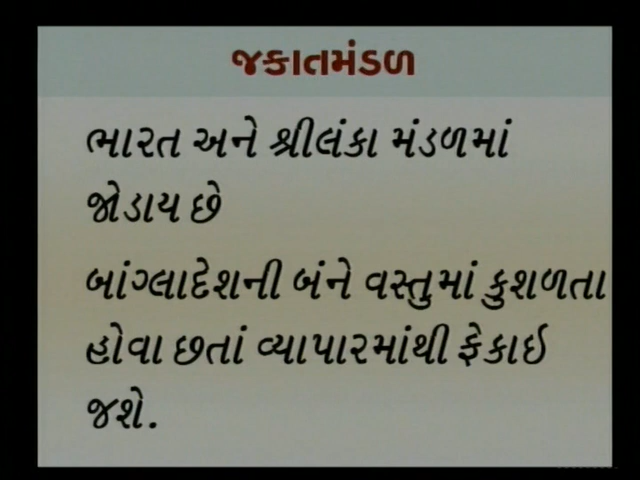 જકાતમંડળ
ભારત અને શ્રીલંકા મંડળમાં
જોડાય છે
બાંગ્લાદેશની બંને વસ્તુમાં કુશળતા
હોવા છતાં વ્યાપારમાંથી ફેકાઇ
જશે.